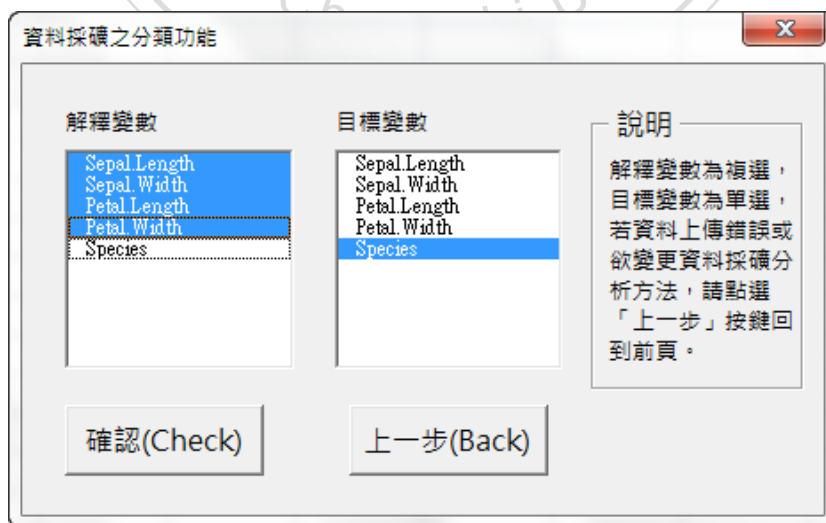 資料採礦之分類功能
解釋變數
Sepal.Length
Sepal.Width
Petal.Length
Petal.Width
Species
目標變數
Sepal.Length
Sepal.Width
Petal.Length
Petal.Width
Species
說明
解釋變數為複選，
目標變數為單選，
若資料上傳錯誤或
欲變更資料採礦分
析方法，請點選
「上一步」按鍵回
到前頁。
確認(Check)
上一步(Back)